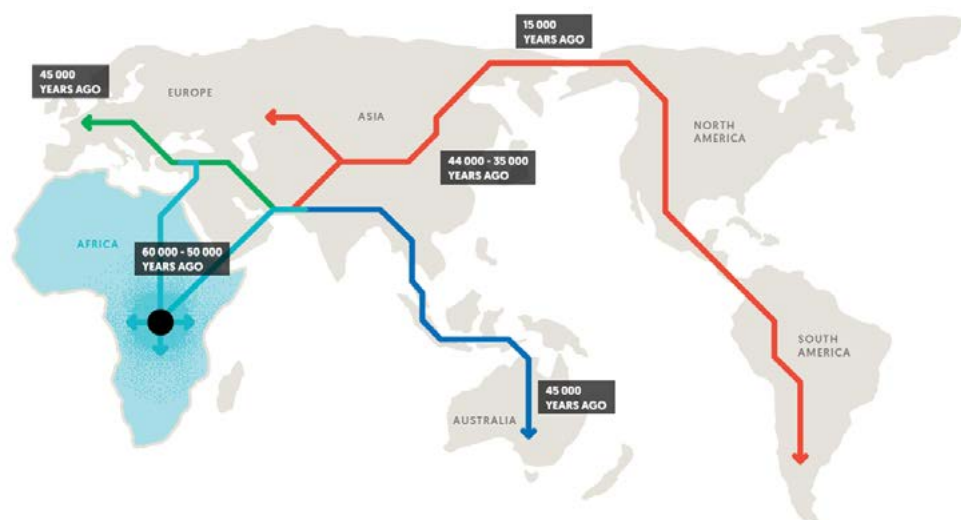 15 000
YEARS AGO
45 000
YEARS AGO
EUROPE
ASIA
NORTH
AMERICA
44 000 - 35 000
YEARS AGO
AFRICA
60 000 - 50 000
YEARS AGO
SOUTH
AMERICA
45 000
YEARS AGO
AUSTRALIA